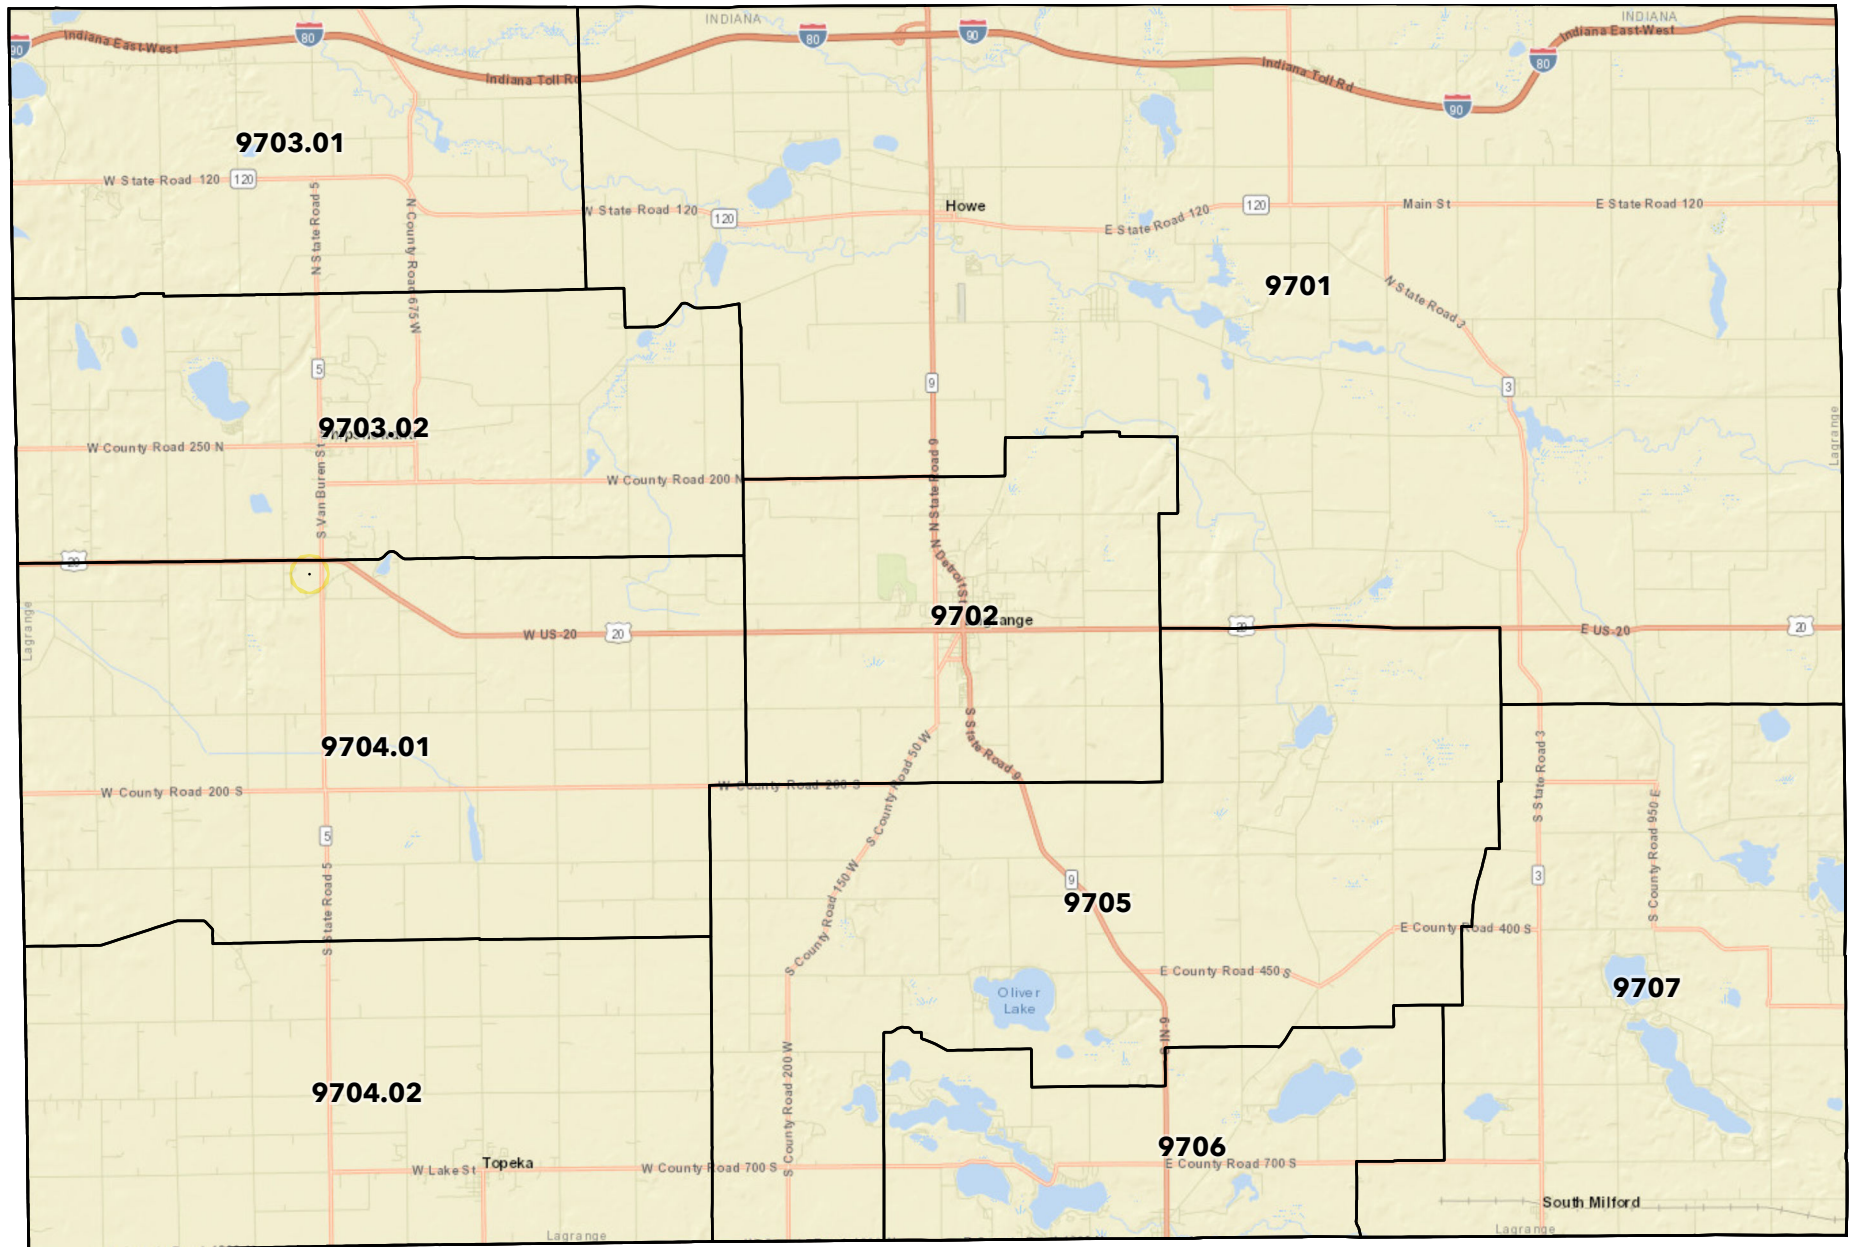 INDIANA
INDIANA
90
Indiana East-West
80
80
90
Indiana East-West
80
Indiana Toll Rd
Indiana Toll Rd
90
9703.01
W State Road 120
120
N State Road 5
N County Road 675 W
W State Road 120
120
Howe
E State Road 120
120
Main St
E State Road 120
9701
N State Road 3
5
9
3
9703.02
W County Road 250 N
S Van Buren St
W County Road 200 N
N State Road 9
Lagrange
20
N Detroit St
9702
W US-20
20
20
E US-20
20
Lagrange
9704.01
W County Road 200 S
W County Road 200 S
S County Road 50 W
S State Road 9
S State Road 3
S County Road 950 E
5
S State Road 5
S County Road 150 W
9
9705
3
E County Road 400 S
E County Road 450 S
Oliver
Lake
9707
S IN-9
S County Road 200 W
9704.02
9706
W Lake St
Topeka
W County Road 700 S
E County Road 700 S
South Milford
Lagrange
Lagrange